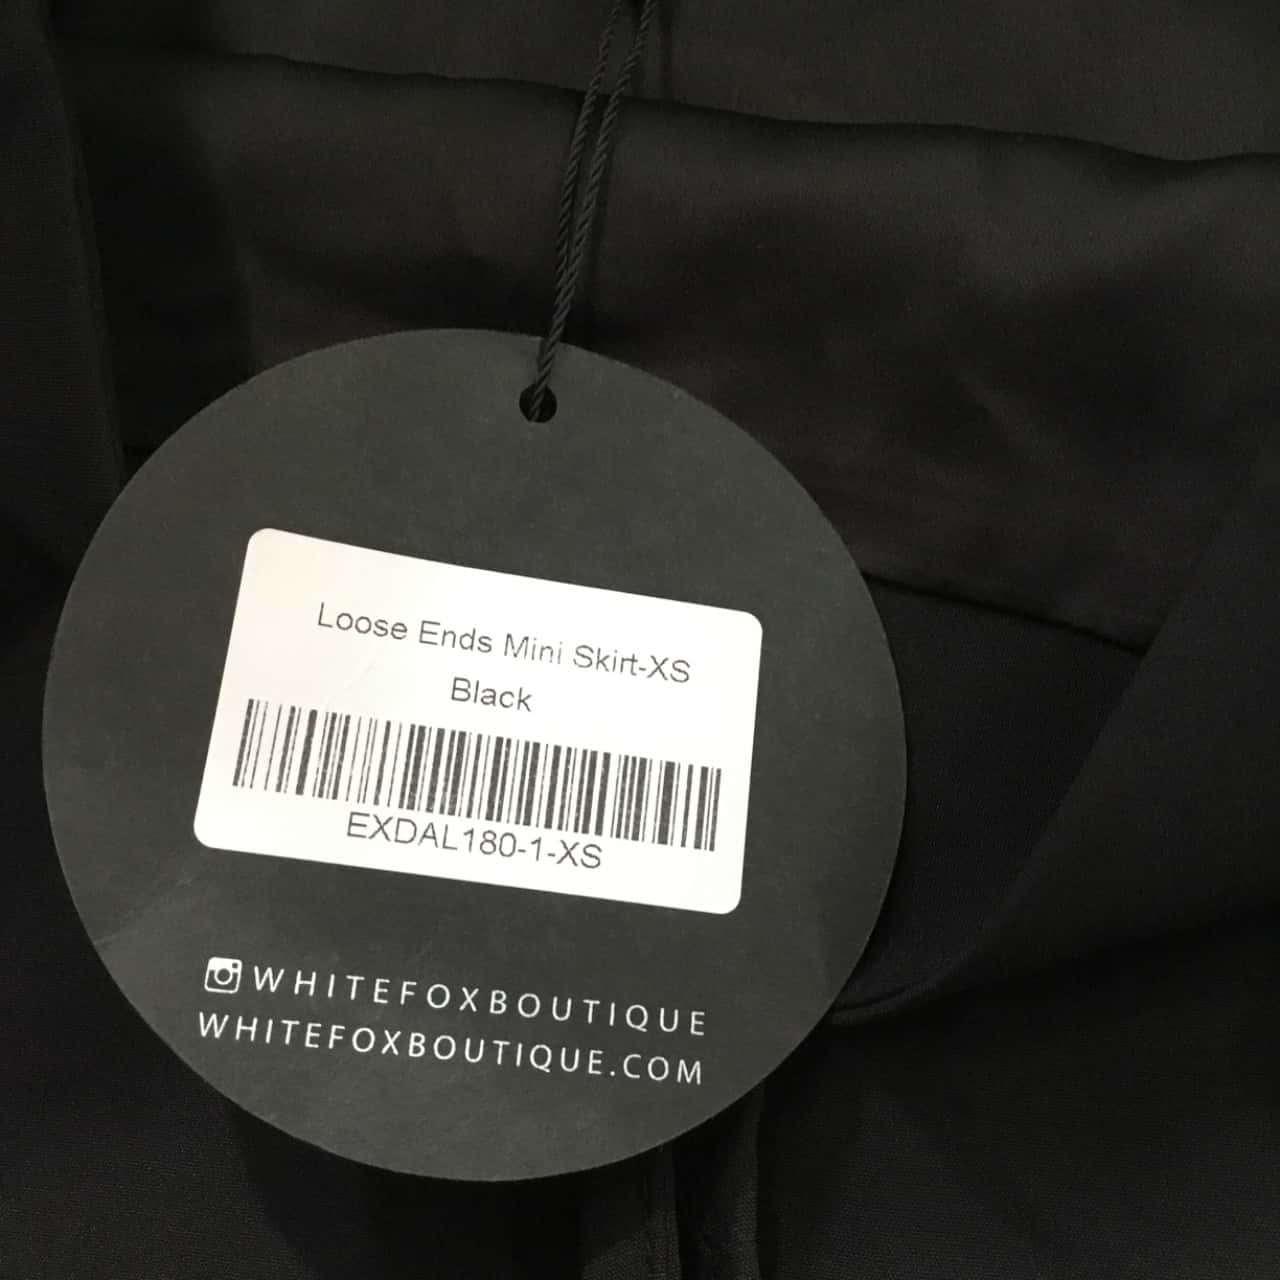 Loose Ends Mini Skirt-XS
Black
EXDAL180-1-XS
WHITEFOXBOUTIQUE
WHITEFOXBOUTIQUE.COM